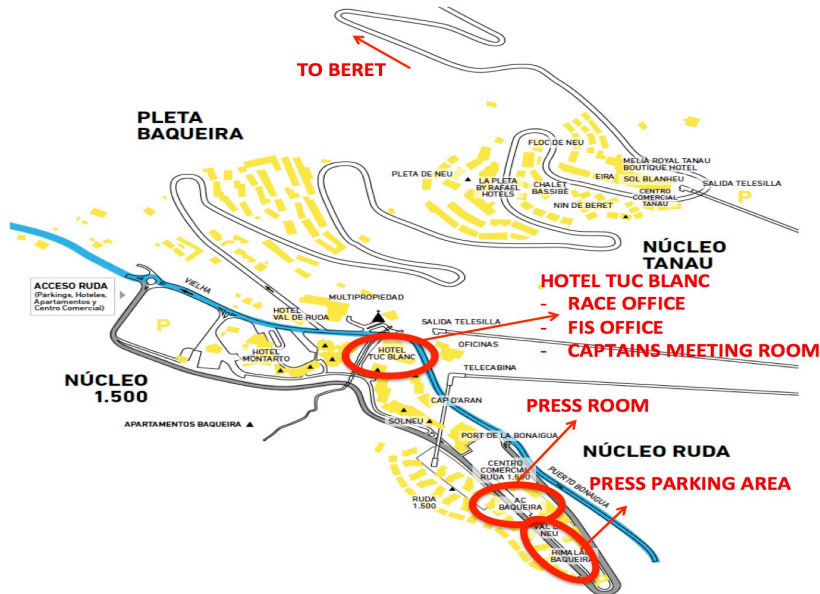 TO BERET
PLETA
BAQUEIRA
FLOC DE NEU
PLETA DE NEU
LA PLETA
BY RAFAEL
HOTELS
CHALET
BASSIBÉ
EIRA
MELIÁ ROYAL TANAU
BOUTIQUE HOTEL
SOL BLANHEU
CENTRO
COMERCIAL
TANAU
NIN DE BERET
SALIDA TELESILLA
P
NÚCLEO
TANAU
ACCESO RUDA
(Parkings, Hoteles,
Apartamentos y
Centro Comercial)
VIELHA
P
MULTIPROPIEDAD
HOTEL
VAL DE RUDA
SALIDA TELESILLA
HOTEL TUC BLANC
- RACE OFFICE
- FIS OFFICE
- CAPTAINS MEETING ROOM
HOTEL
MONTARTO
HOTEL
TUC BLANC
OFICINAS
TELECABINA
NÚCLEO
1.500
CAP D'ARAN
APARTAMENTOS BAQUEIRA
SOLNEU
PRESS ROOM
PORT DE LA BONAIGUA
NÚCLEO RUDA
CENTRO
COMERCIAL
RUDA 1.500
PUERTO BONAIGUA
PRESS PARKING AREA
RUDA
1.500
AC
BAQUEIRA
NEU
BAQUEIRA
P